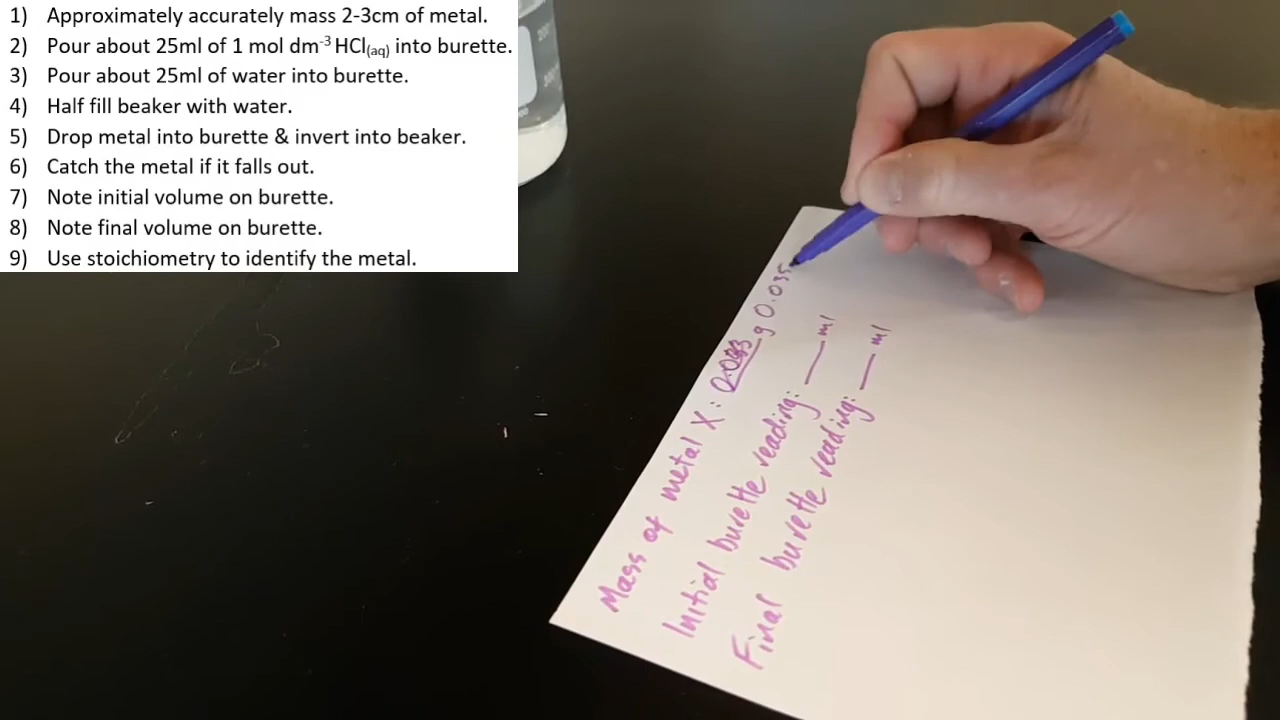 1) Approximately accurately mass 2-3cm of metal.
2) Pour about 25ml of 1 mol dm-3 HCl(aq) into burette.
3) Pour about 25ml of water into burette.
4) Half fill beaker with water.
5) Drop metal into burette & invert into beaker.
6) Catch the metal if it falls out.
7) Note initial volume on burette.
8) Note final volume on burette.
9) Use stoichiometry to identify the metal.
Mass of metal X: g 0.035
Initial burette reading: ___ ml
Final burette reading: ___ ml